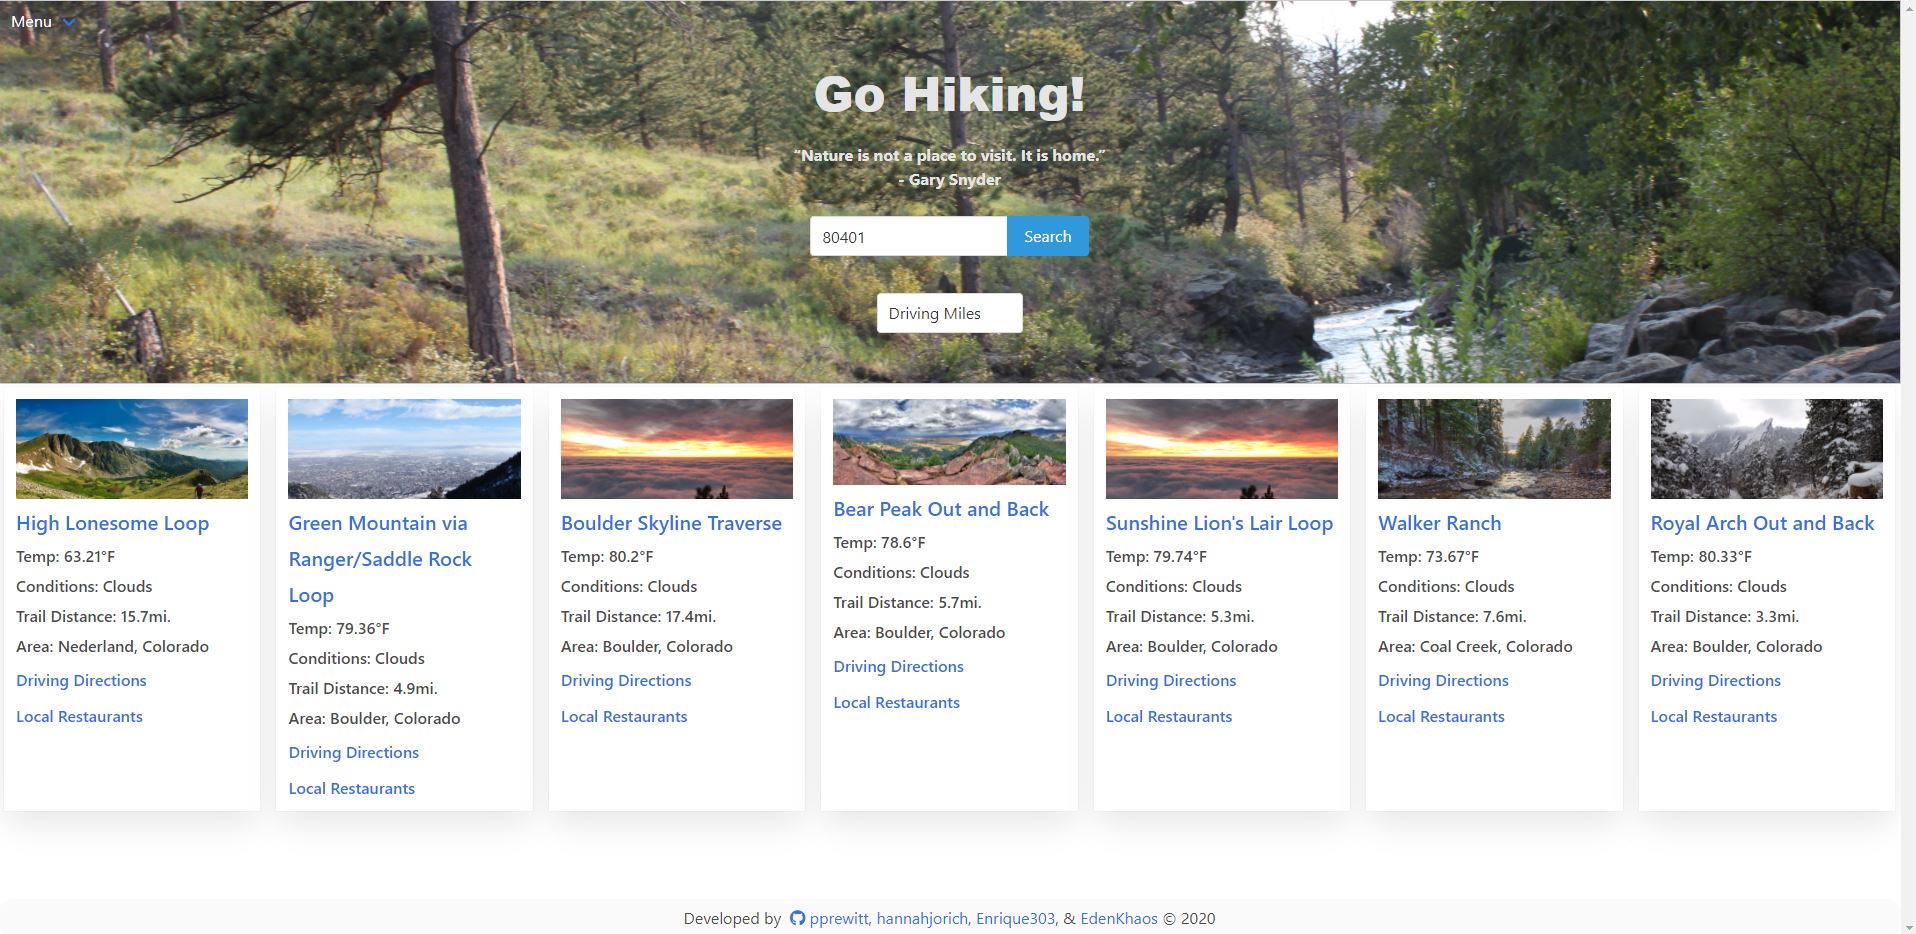 Menu
Go Hiking!
“Nature is not a place to visit. It is home.”
- Gary Snyder
80401
Search
Driving Miles
High Lonesome Loop
Temp: 63.21°F
Conditions: Clouds
Trail Distance: 15.7mi.
Area: Nederland, Colorado
Driving Directions
Local Restaurants
Green Mountain via
Ranger/Saddle Rock
Loop
Temp: 79.36°F
Conditions: Clouds
Trail Distance: 4.9mi.
Area: Boulder, Colorado
Driving Directions
Local Restaurants
Boulder Skyline Traverse
Temp: 80.2°F
Conditions: Clouds
Trail Distance: 17.4mi.
Area: Boulder, Colorado
Driving Directions
Local Restaurants
Bear Peak Out and Back
Temp: 78.6°F
Conditions: Clouds
Trail Distance: 5.7mi.
Area: Boulder, Colorado
Driving Directions
Local Restaurants
Sunshine Lion's Lair Loop
Temp: 79.74°F
Conditions: Clouds
Trail Distance: 5.3mi.
Area: Boulder, Colorado
Driving Directions
Local Restaurants
Walker Ranch
Temp: 73.67°F
Conditions: Clouds
Trail Distance: 7.6mi.
Area: Coal Creek, Colorado
Driving Directions
Local Restaurants
Royal Arch Out and Back
Temp: 80.33°F
Conditions: Clouds
Trail Distance: 3.3mi.
Area: Boulder, Colorado
Driving Directions
Local Restaurants
Developed by pprewitt, hannahjorich, Enrique303, & EdenKhaos © 2020